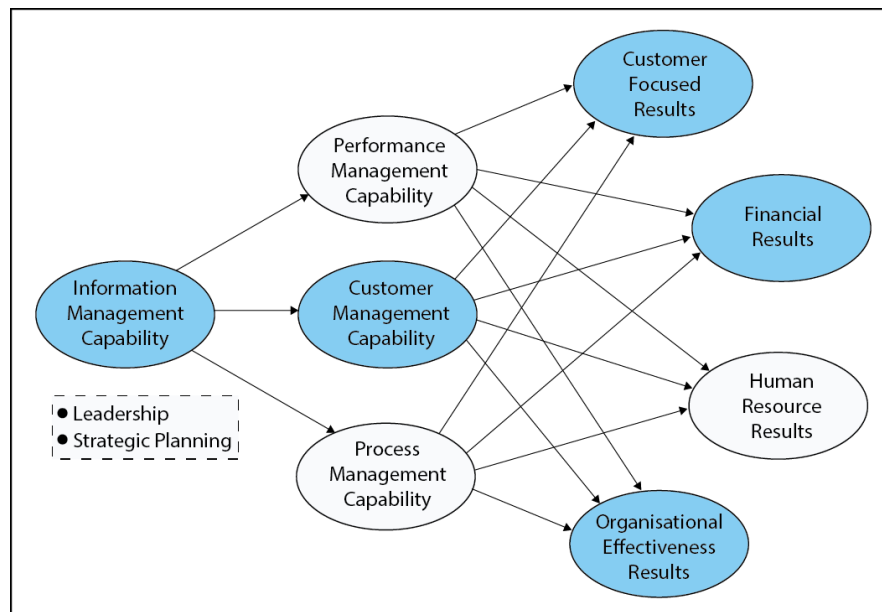 Customer
Focused
Results
Performance
Management
Capability
Financial
Results
Information
Management
Capability
Customer
Management
Capability
Human
Resource
Results
● Leadership
● Strategic Planning
Process
Management
Capability
Organisational
Effectiveness
Results